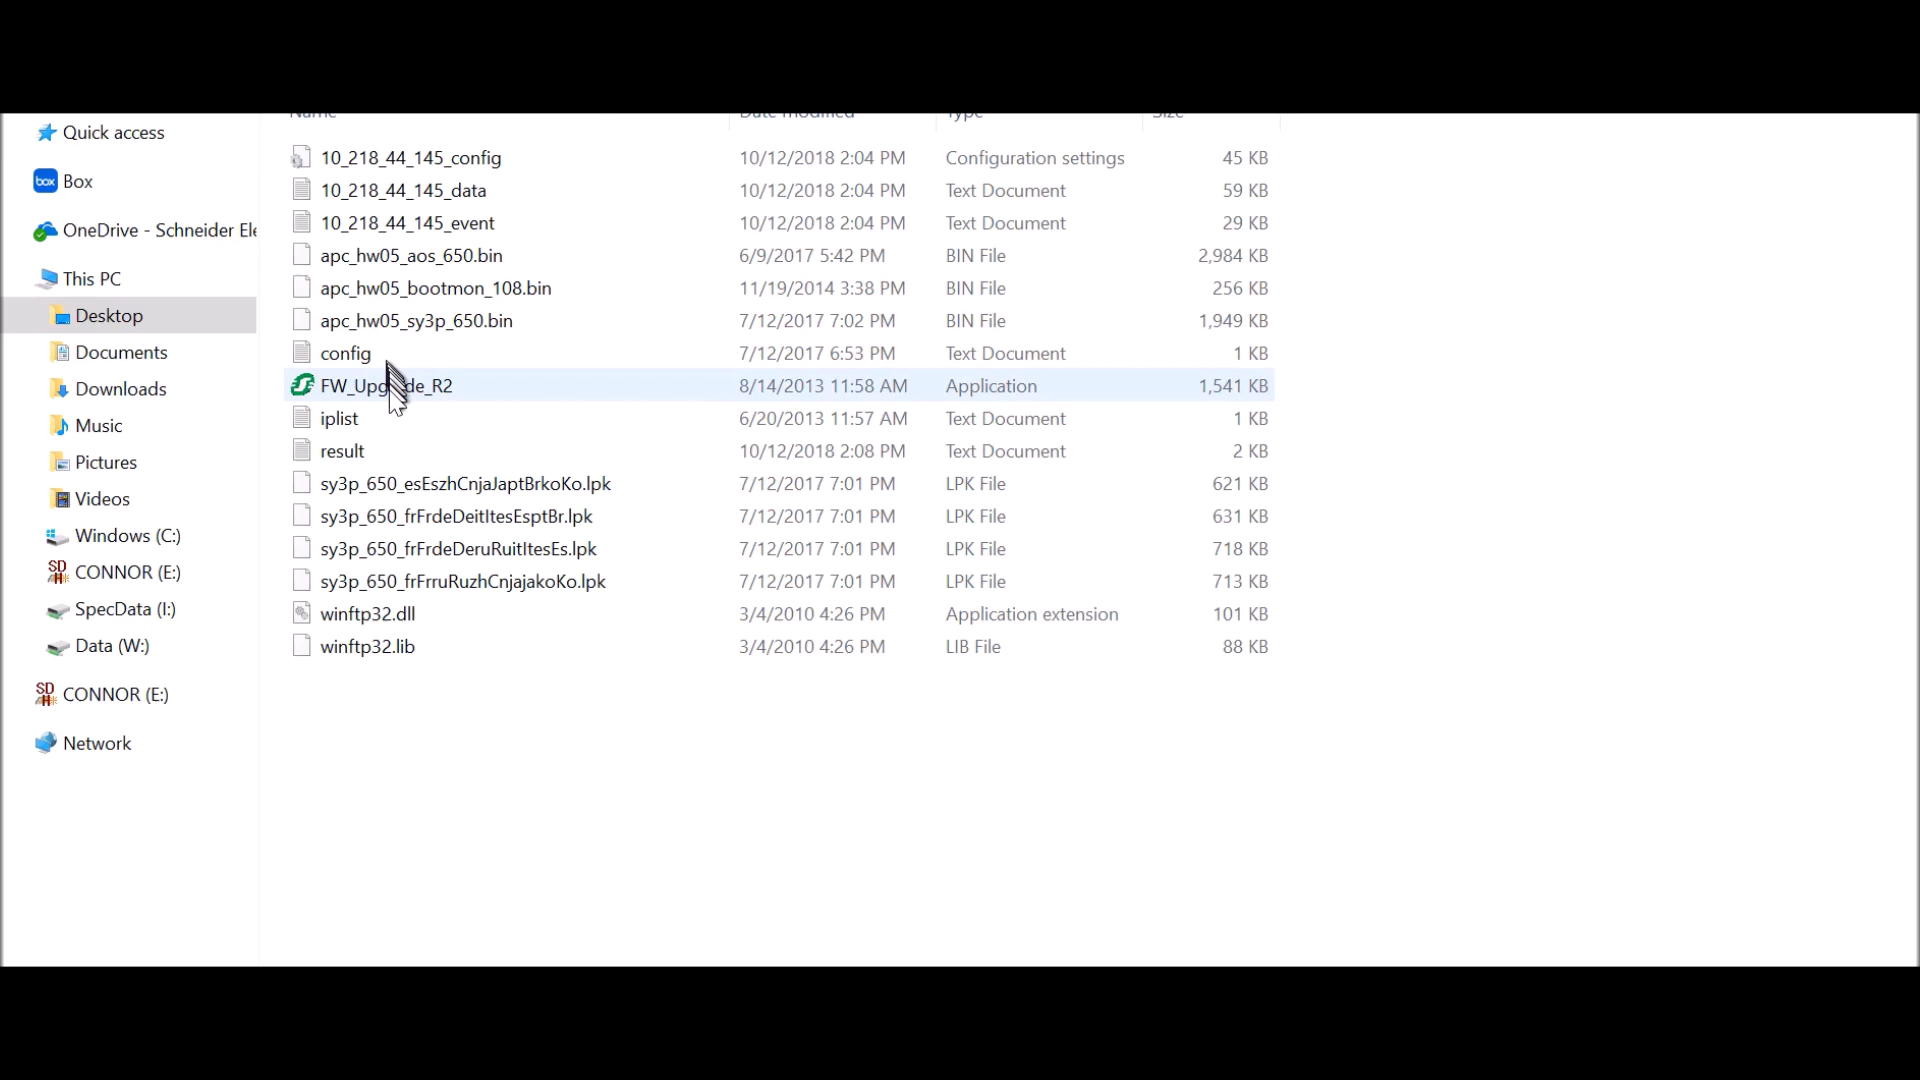 Name Date modified Type Size
Quick access
Box
OneDrive - Schneider Ele
This PC
Desktop
Documents
Downloads
Music
Pictures
Videos
Windows (C:)
CONNOR (E:)
SpecData (I:)
Data (W:)
CONNOR (E:)
Network
10_218_44_145_config 10/12/2018 2:04 PM Configuration settings 45 KB
10_218_44_145_data 10/12/2018 2:04 PM Text Document 59 KB
10_218_44_145_event 10/12/2018 2:04 PM Text Document 29 KB
apc_hw05_aos_650.bin 6/9/2017 5:42 PM BIN File 2,984 KB
apc_hw05_bootmon_108.bin 11/19/2014 3:38 PM BIN File 256 KB
apc_hw05_sy3p_650.bin 7/12/2017 7:02 PM BIN File 1,949 KB
config 7/12/2017 6:53 PM Text Document 1 KB
FW_Upgrade_R2 8/14/2013 11:58 AM Application 1,541 KB
iplist 6/20/2013 11:57 AM Text Document 1 KB
result 10/12/2018 2:08 PM Text Document 2 KB
sy3p_650_esEszhCnjaJaptBrkoKo.lpk 7/12/2017 7:01 PM LPK File 621 KB
sy3p_650_frFrdeDeitItesEsptBr.lpk 7/12/2017 7:01 PM LPK File 631 KB
sy3p_650_frFrdeDeruRuitItesEs.lpk 7/12/2017 7:01 PM LPK File 718 KB
sy3p_650_frFrruRuzhCnjajakoKo.lpk 7/12/2017 7:01 PM LPK File 713 KB
winftp32.dll 3/4/2010 4:26 PM Application extension 101 KB
winftp32.lib 3/4/2010 4:26 PM LIB File 88 KB